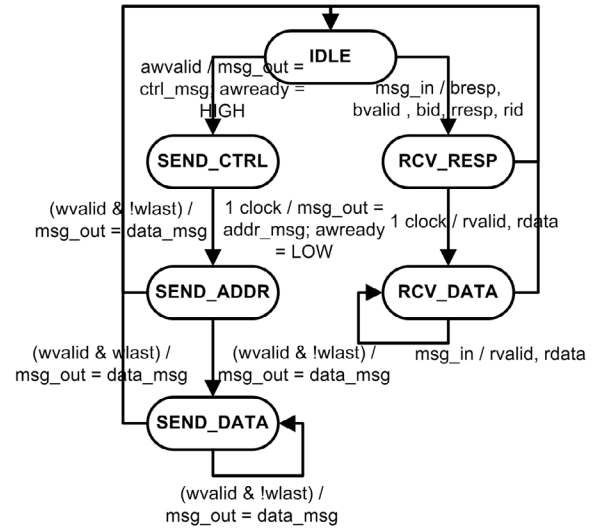 IDLE
awvalid / msg_out =
ctrl_msg; awready =
HIGH
msg_in / bresp,
bvalid , bid, rresp, rid
SEND_CTRL
RCV_RESP
(wvalid & !wlast) /
msg_out = data_msg
1 clock / msg_out =
addr_msg; awready
= LOW
1 clock / rvalid, rdata
SEND_ADDR
RCV_DATA
(wvalid & wlast) /
msg_out = data_msg
(wvalid & !wlast) /
msg_out = data_msg
msg_in / rvalid, rdata
SEND_DATA
(wvalid & !wlast) /
msg_out = data_msg